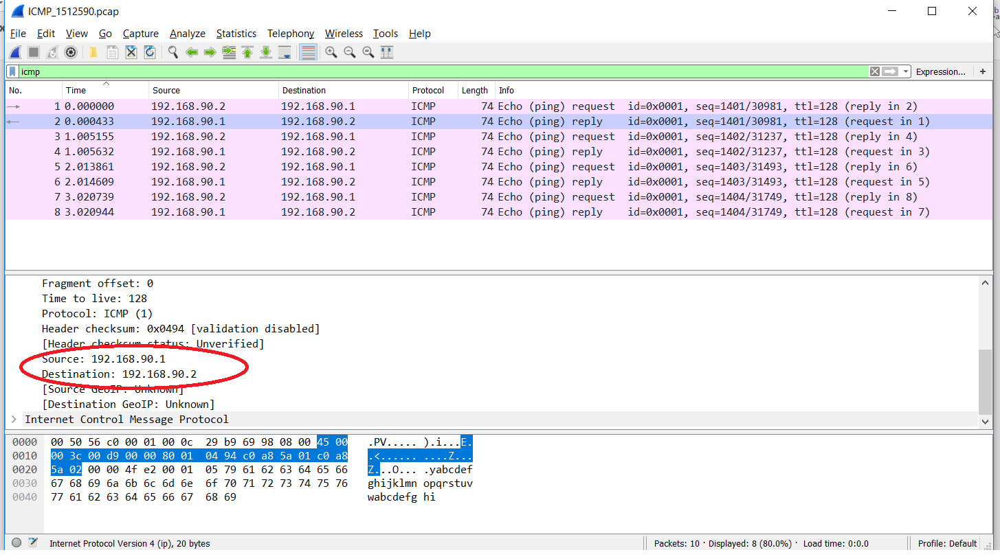 ICMP_1512590.pcap
File Edit View Go Capture Analyze Statistics Telephony Wireless Tools Help
icmp Expression... +
No. Time Source Destination Protocol Length Info
1 0.000000 192.168.90.2 192.168.90.1 ICMP 74 Echo (ping) request id=0x0001, seq=1401/30981, ttl=128 (reply in 2)
2 0.000433 192.168.90.1 192.168.90.2 ICMP 74 Echo (ping) reply id=0x0001, seq=1401/30981, ttl=128 (request in 1)
3 1.005155 192.168.90.2 192.168.90.1 ICMP 74 Echo (ping) request id=0x0001, seq=1402/31237, ttl=128 (reply in 4)
4 1.005632 192.168.90.1 192.168.90.2 ICMP 74 Echo (ping) reply id=0x0001, seq=1402/31237, ttl=128 (request in 3)
5 2.013861 192.168.90.2 192.168.90.1 ICMP 74 Echo (ping) request id=0x0001, seq=1403/31493, ttl=128 (reply in 6)
6 2.014609 192.168.90.1 192.168.90.2 ICMP 74 Echo (ping) reply id=0x0001, seq=1403/31493, ttl=128 (request in 5)
7 3.020739 192.168.90.2 192.168.90.1 ICMP 74 Echo (ping) request id=0x0001, seq=1404/31749, ttl=128 (reply in 8)
8 3.020944 192.168.90.1 192.168.90.2 ICMP 74 Echo (ping) reply id=0x0001, seq=1404/31749, ttl=128 (request in 7)
Fragment offset: 0
Time to live: 128
Protocol: ICMP (1)
Header checksum: 0x0494 [validation disabled]
[Header checksum status: Unverified]
Source: 192.168.90.1
Destination: 192.168.90.2
[Source GeoIP: Unknown]
[Destination GeoIP: Unknown]
Internet Control Message Protocol
0000 00 50 56 c0 00 01 00 0c 29 b9 69 98 08 00 45 00 .PV..... ).i...E.
0010 00 3c 00 d9 00 00 80 01 04 94 c0 a8 5a 01 c0 a8 .<...... ....Z...
0020 5a 02 00 00 4f e2 00 01 05 79 61 62 63 64 65 66 Z...O... .yabcdef
0030 67 68 69 6a 6b 6c 6d 6e 6f 70 71 72 73 74 75 76 ghijklmn opqrstuv
0040 77 61 62 63 64 65 66 67 68 69 wabcdefg hi
Internet Protocol Version 4 (ip), 20 bytes Packets: 10 · Displayed: 8 (80.0%) · Load time: 0:0.0 Profile: Default